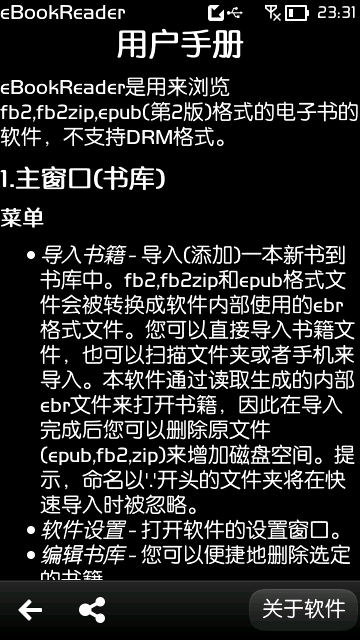 eBookReader 23:31
用户手册
eBookReader是用来浏览
fb2,fb2zip,epub(第2版)格式的电子书的
软件，不支持DRM格式。
1.主窗口(书库)
菜单
• 导入书籍 - 导入(添加)一本新书到
书库中。fb2,fb2zip和epub格式文
件会被转换成软件内部使用的ebr
格式文件。您可以直接导入书籍文
件，也可以扫描文件夹或者手机来
导入。本软件通过读取生成的内部
ebr文件来打开书籍，因此在导入
完成后您可以删除原文件
(epub,fb2,zip)来增加磁盘空间。提
示，命名以'.'开头的文件夹将在快
速导入时被忽略。
• 软件设置 - 打开软件的设置窗口。
• 编辑书库 - 您可以便捷地删除选定
的书籍
关于软件